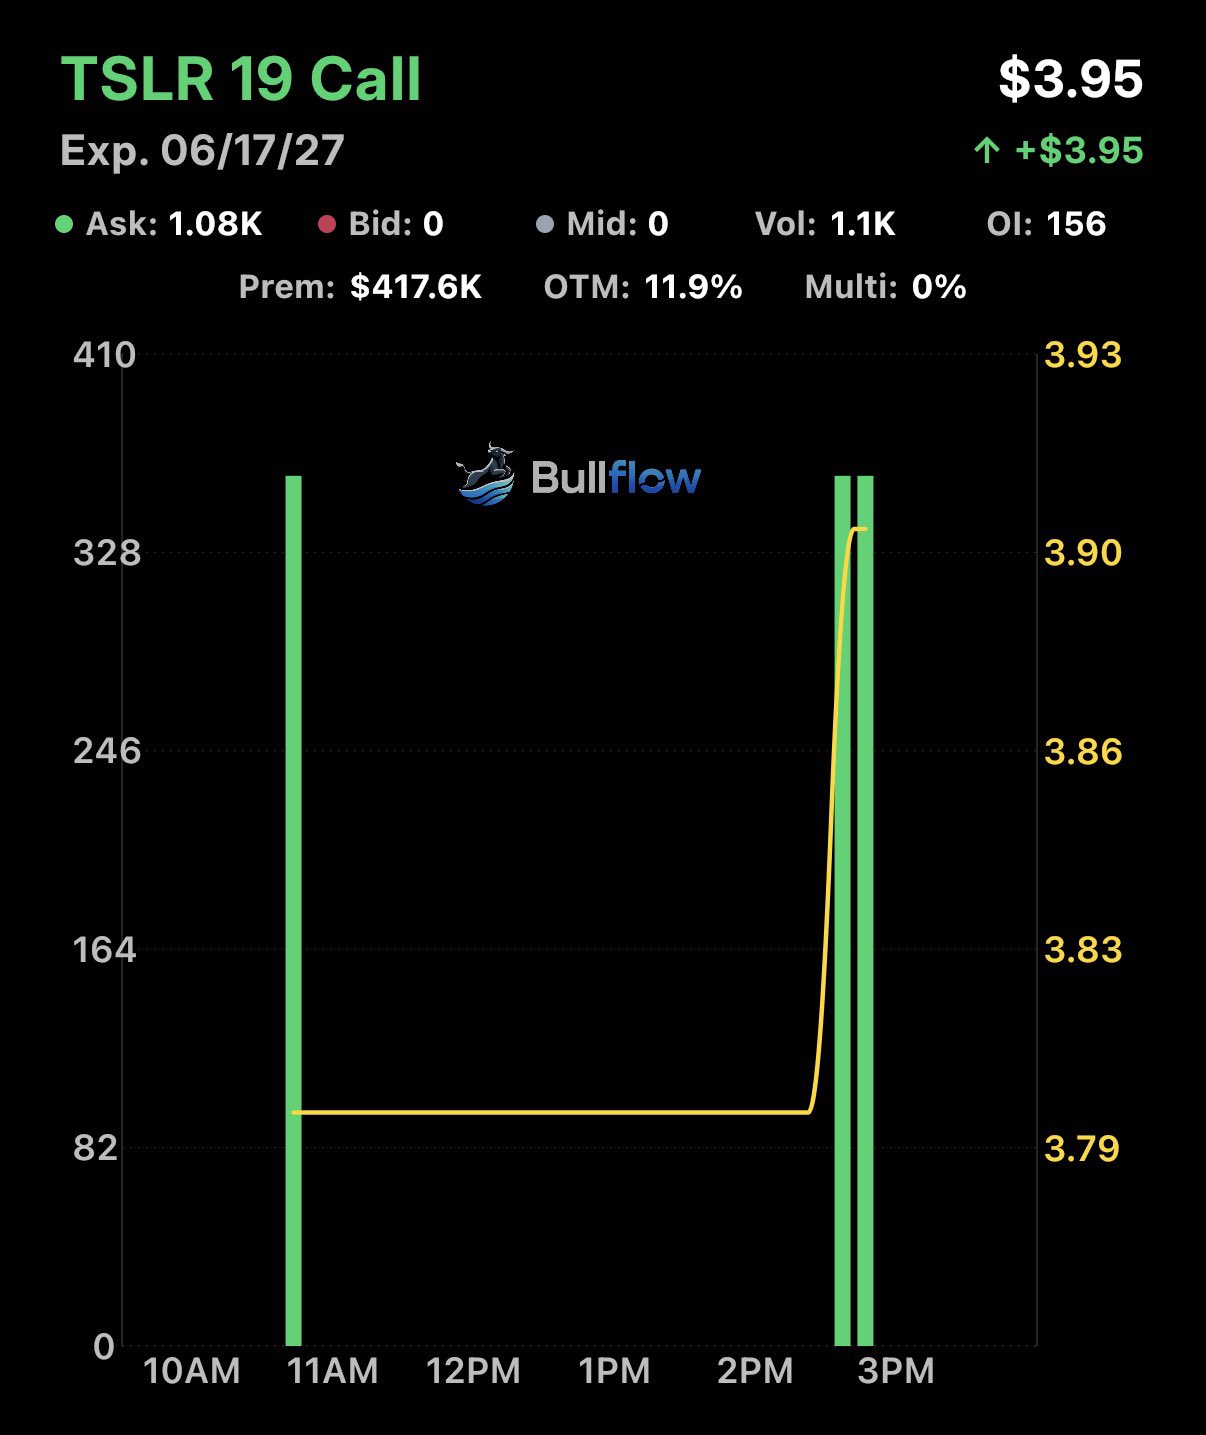 TSLR 19 Call $3.95
Exp. 06/17/27 ↑ +$3.95
Ask: 1.08K Bid: 0 Mid: 0 Vol: 1.1K OI: 156
Prem: $417.6K OTM: 11.9% Multi: 0%
410 3.93
Bullflow
328 3.90
246 3.86
164 3.83
82 3.79
0
10AM 11AM 12PM 1PM 2PM 3PM